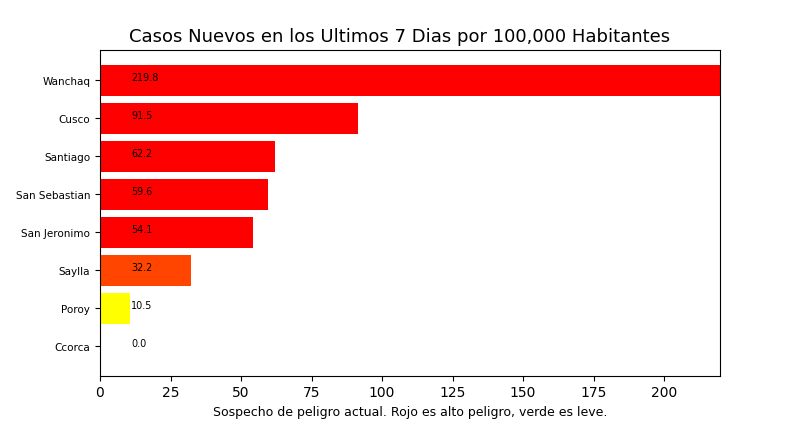 Casos Nuevos en los Ultimos 7 Dias por 100,000 Habitantes
Wanchaq 219.8
Cusco 91.5
Santiago 62.2
San Sebastian 59.6
San Jeronimo 54.1
Saylla 32.2
Poroy 10.5
Ccorca 0.0
0 25 50 75 100 125 150 175 200
Sospecho de peligro actual. Rojo es alto peligro, verde es leve.